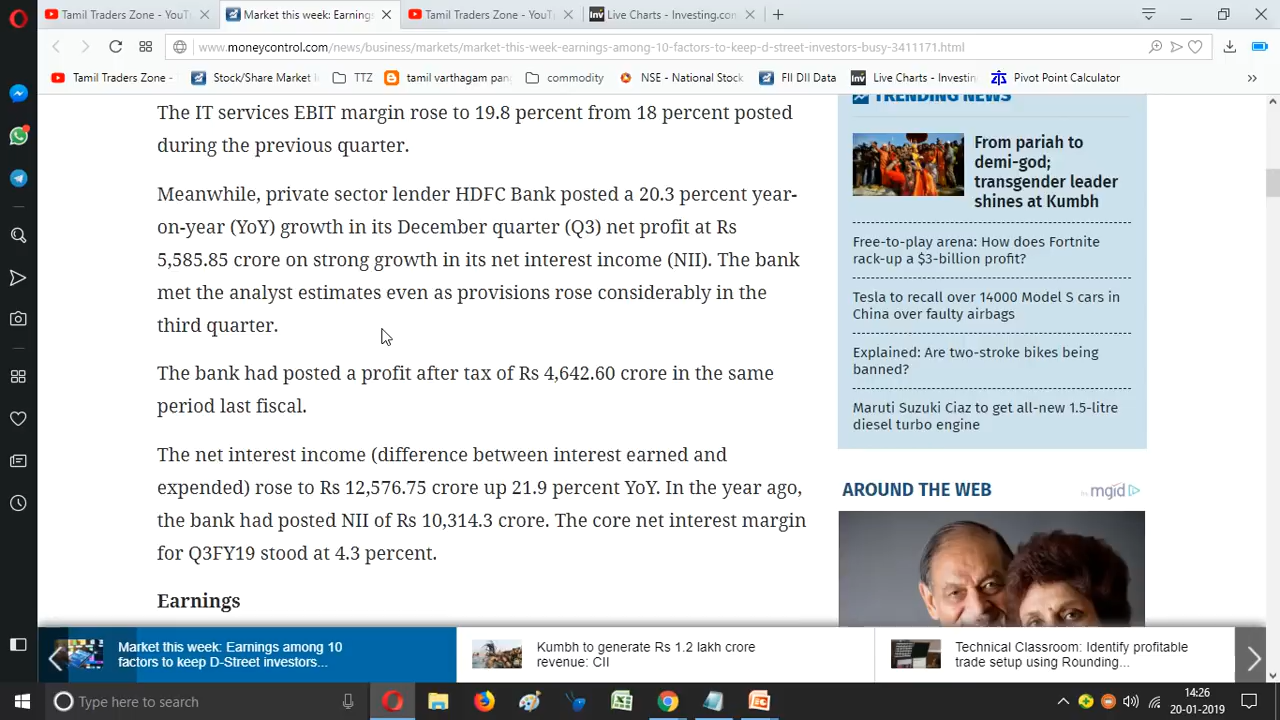 Tamil Traders Zone - YouT
Market this week: Earnings
Tamil Traders Zone - YouT
Live Charts - Investing.com
www.moneycontrol.com/news/business/markets/market-this-week-earnings-among-10-factors-to-keep-d-street-investors-busy-3411171.html
Tamil Traders Zone -
Stock/Share Market
TTZ
tamil varthagam pan
commodity
NSE - National Stock
FII DII Data
Inv Live Charts - Investin
Pivot Point Calculator
The IT services EBIT margin rose to 19.8 percent from 18 percent posted
during the previous quarter.
Meanwhile, private sector lender HDFC Bank posted a 20.3 percent year-
on-year (YoY) growth in its December quarter (Q3) net profit at Rs
5,585.85 crore on strong growth in its net interest income (NII). The bank
met the analyst estimates even as provisions rose considerably in the
third quarter.
The bank had posted a profit after tax of Rs 4,642.60 crore in the same
period last fiscal.
The net interest income (difference between interest earned and
expended) rose to Rs 12,576.75 crore up 21.9 percent YoY. In the year ago,
the bank had posted NII of Rs 10,314.3 crore. The core net interest margin
for Q3FY19 stood at 4.3 percent.
Earnings
TRENDING NEWS
From pariah to
demi-god;
transgender leader
shines at Kumbh
Free-to-play arena: How does Fortnite
rack-up a $3-billion profit?
Tesla to recall over 14000 Model S cars in
China over faulty airbags
Explained: Are two-stroke bikes being
banned?
Maruti Suzuki Ciaz to get all-new 1.5-litre
diesel turbo engine
AROUND THE WEB
by mgid
Market this week: Earnings among 10
factors to keep D-Street investors...
Kumbh to generate Rs 1.2 lakh crore
revenue: CII
Technical Classroom: Identify profitable
trade setup using Rounding...
Type here to search
14:26
20-01-2019